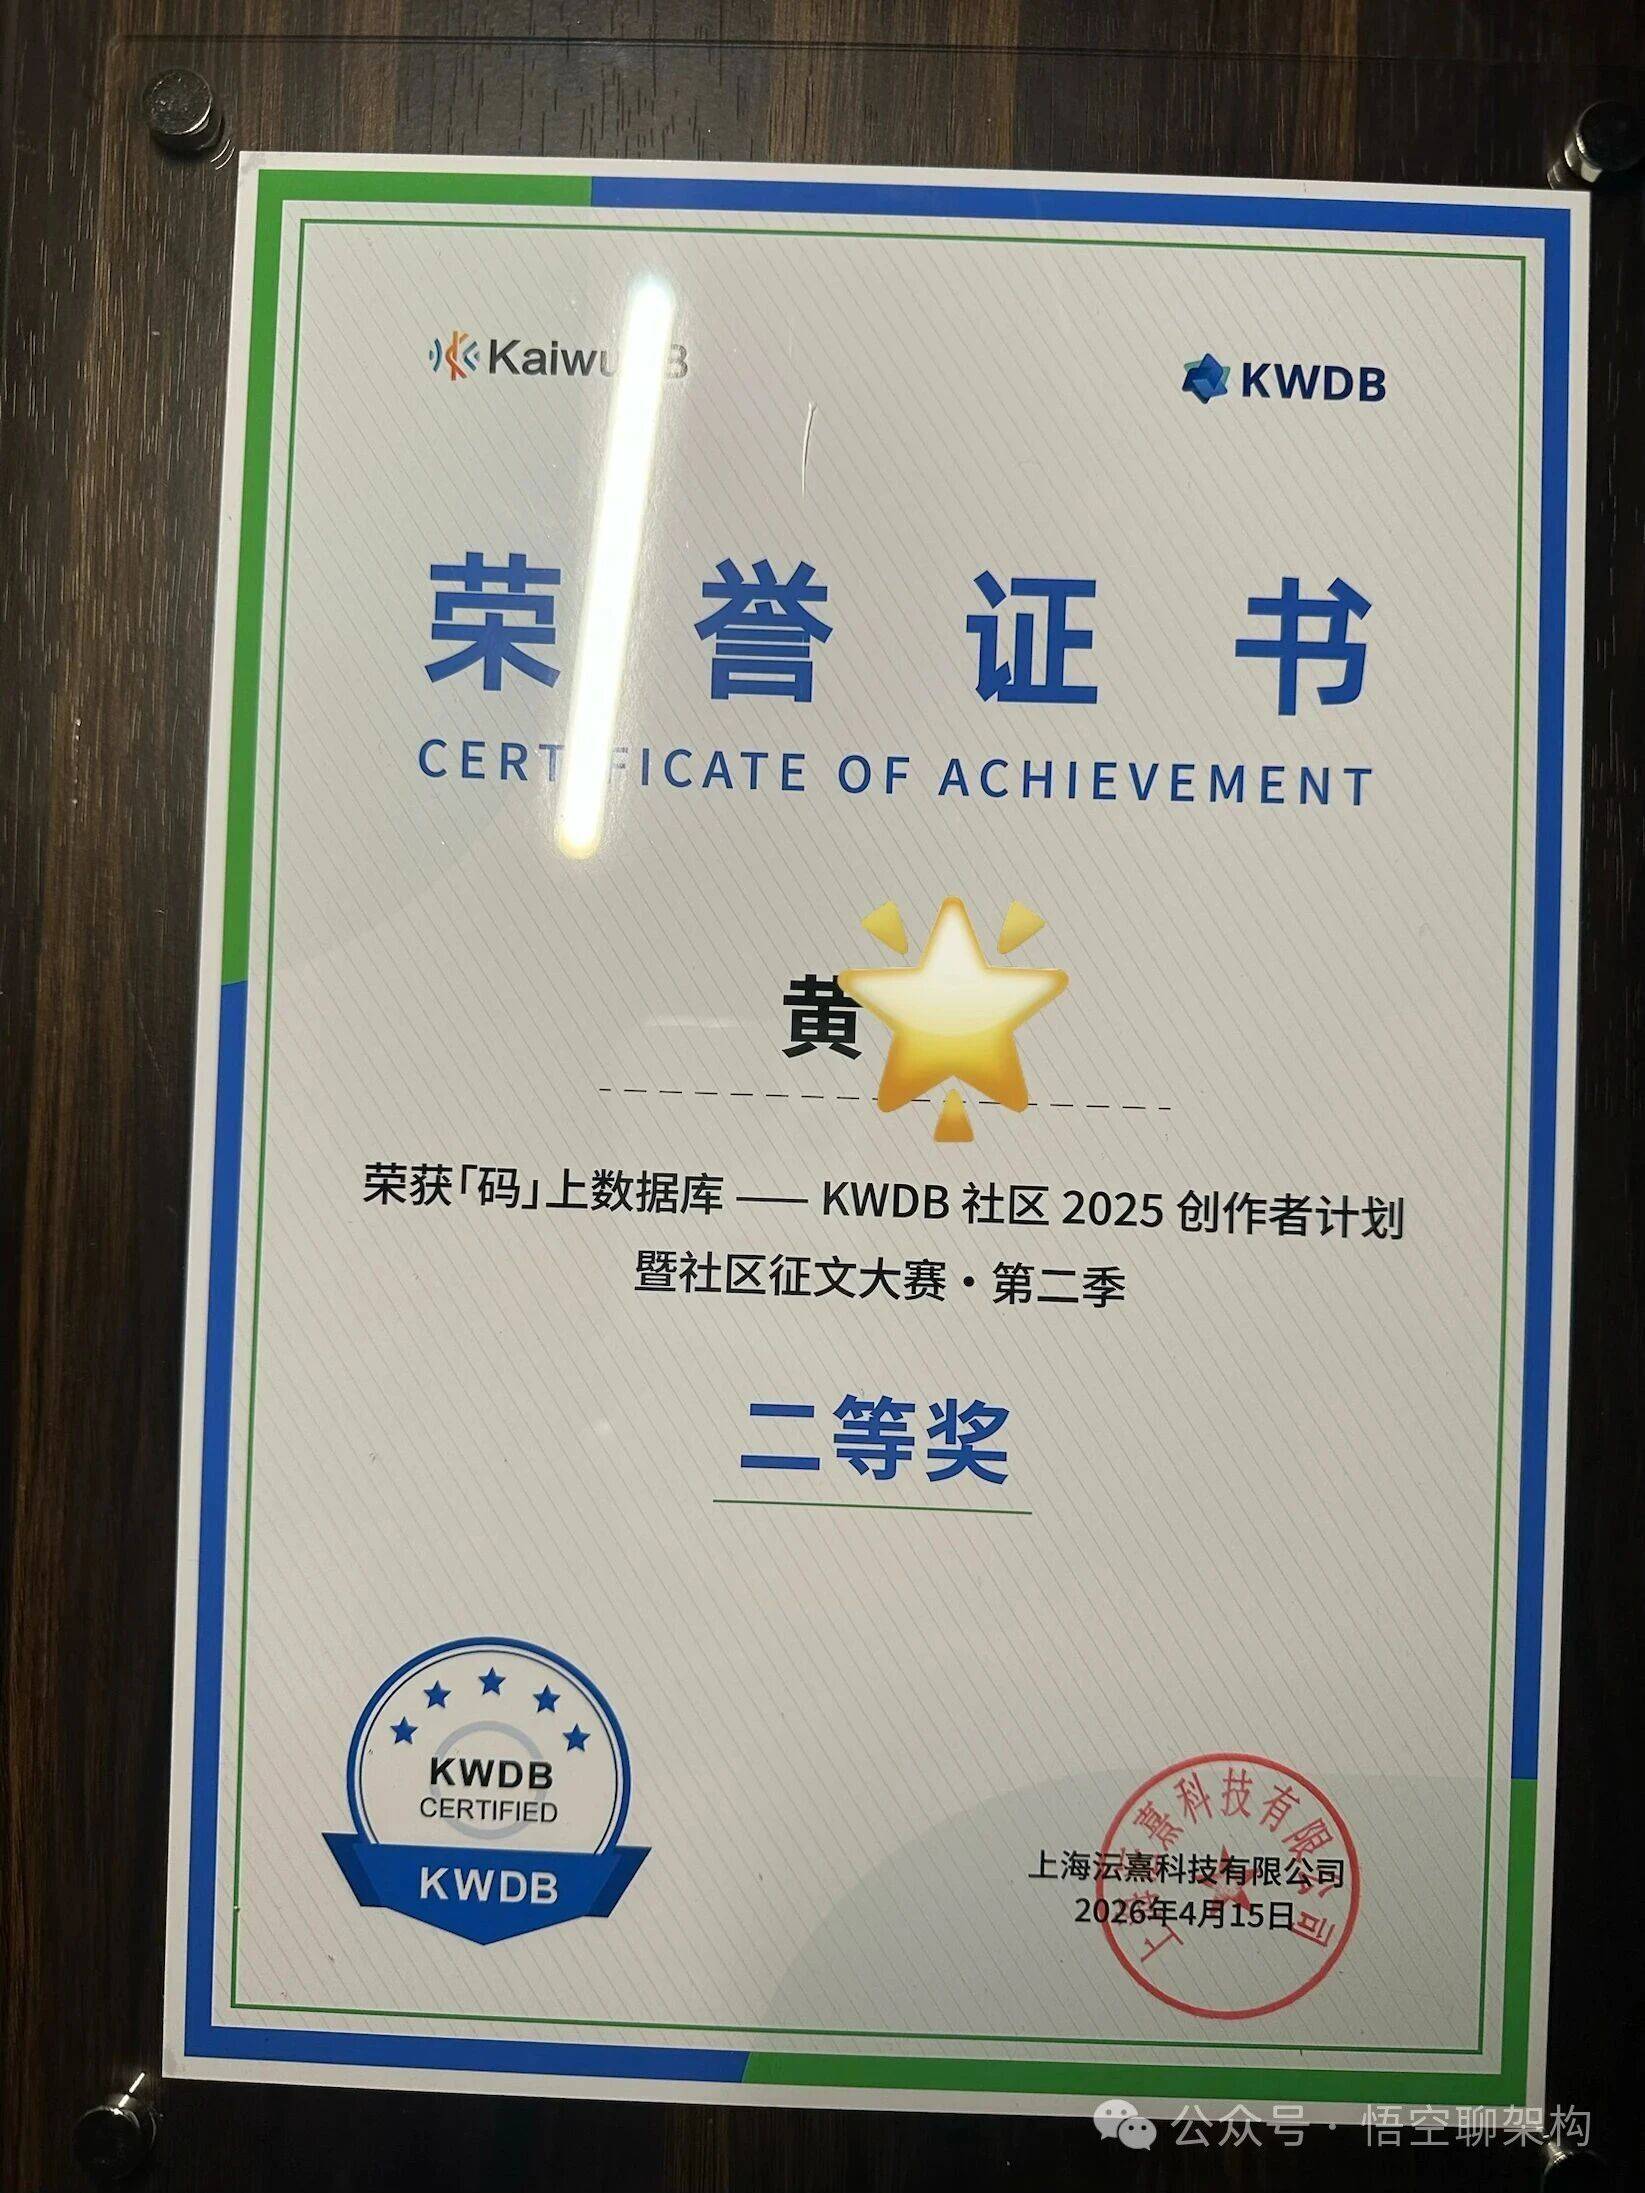 KWDB
荣誉证书
CERTIFICATE OF ACHIEVEMENT
黄
荣获「码」上数据库 —— KWDB 社区 2025 创作者计划
暨社区征文大赛·第二季
二等奖
KWDB
CERTIFIED
KWDB
上海沄熹科技有限公司
2026年4月15日
公众号·悟空聊架构